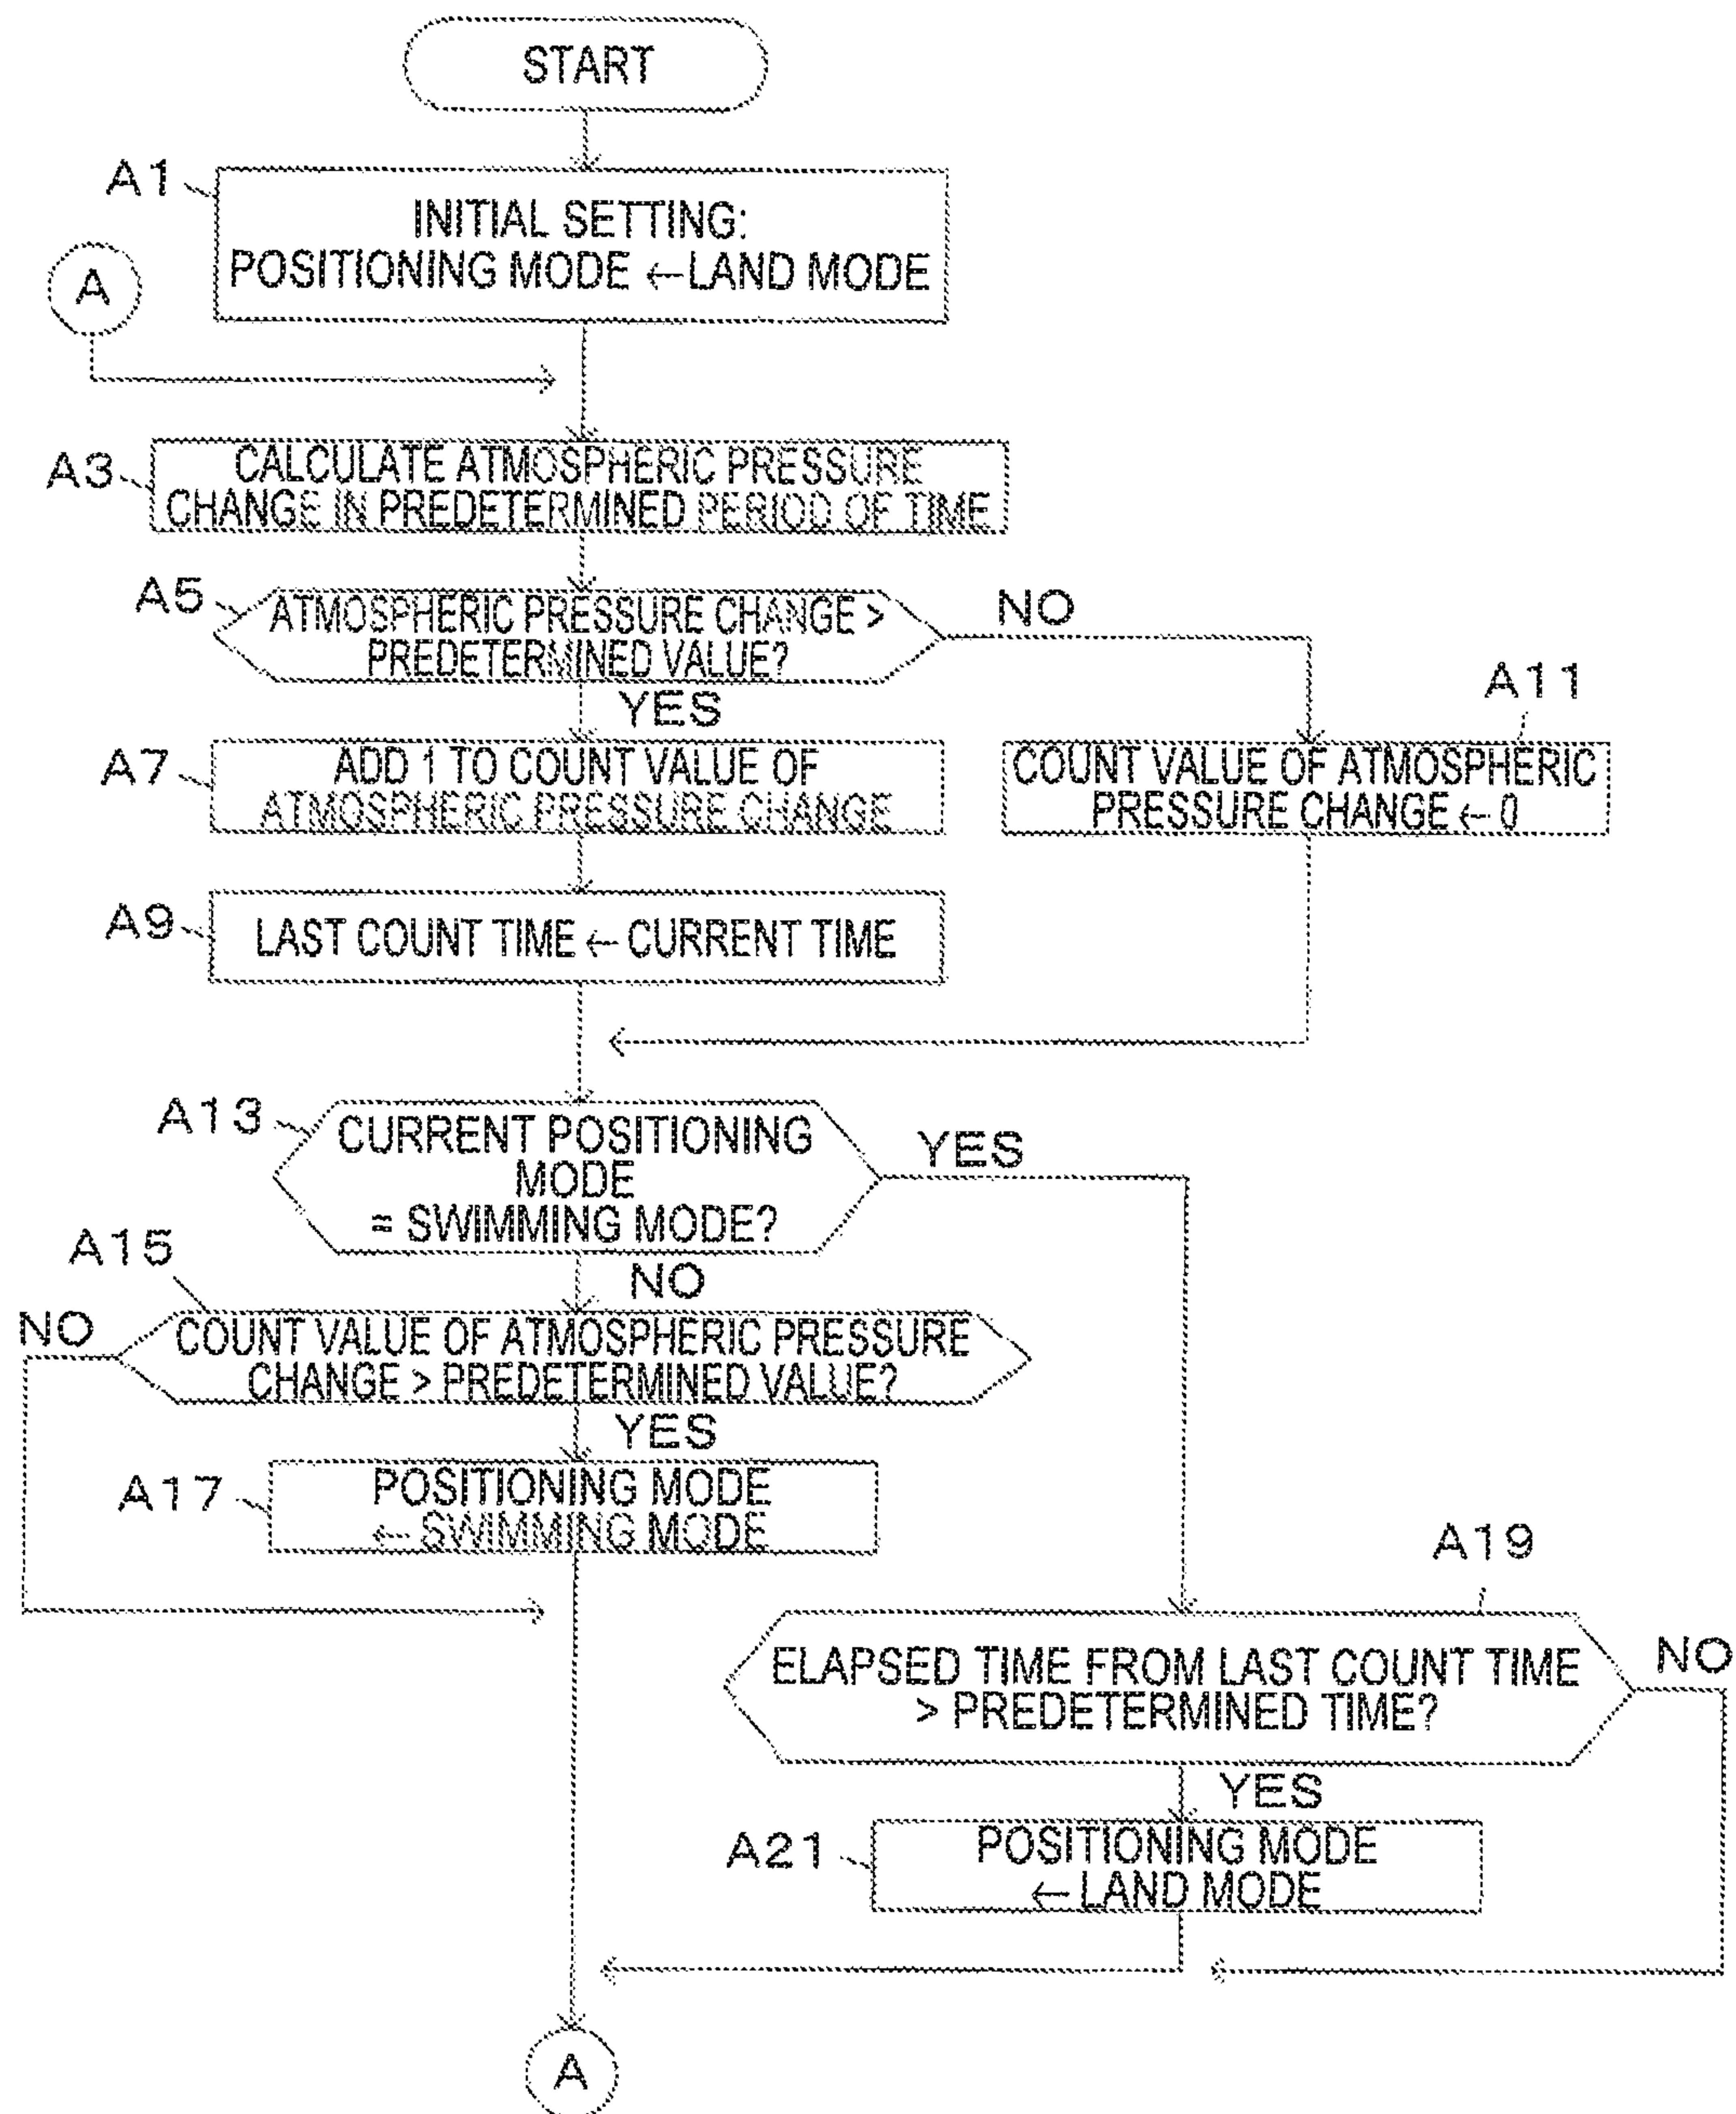 START
A1
INITIAL SETTING:
POSITIONING MODE ←LAND MODE
A
A3
CALCULATE ATMOSPHERIC PRESSURE
CHANGE IN PREDETERMINED PERIOD OF TIME
A5
ATMOSPHERIC PRESSURE CHANGE >
PREDETERMINED VALUE?
NO
YES
A11
A7
ADD 1 TO COUNT VALUE OF
ATMOSPHERIC PRESSURE CHANGE
COUNT VALUE OF ATMOSPHERIC
PRESSURE CHANGE ← 0
A9
LAST COUNT TIME ← CURRENT TIME
A13
CURRENT POSITIONING
MODE
= SWIMMING MODE?
YES
NO
A15
NO
COUNT VALUE OF ATMOSPHERIC PRESSURE
CHANGE > PREDETERMINED VALUE?
YES
A17
POSITIONING MODE
← SWIMMING MODE
A19
ELAPSED TIME FROM LAST COUNT TIME
> PREDETERMINED TIME?
NO
YES
A21
POSITIONING MODE
← LAND MODE
A